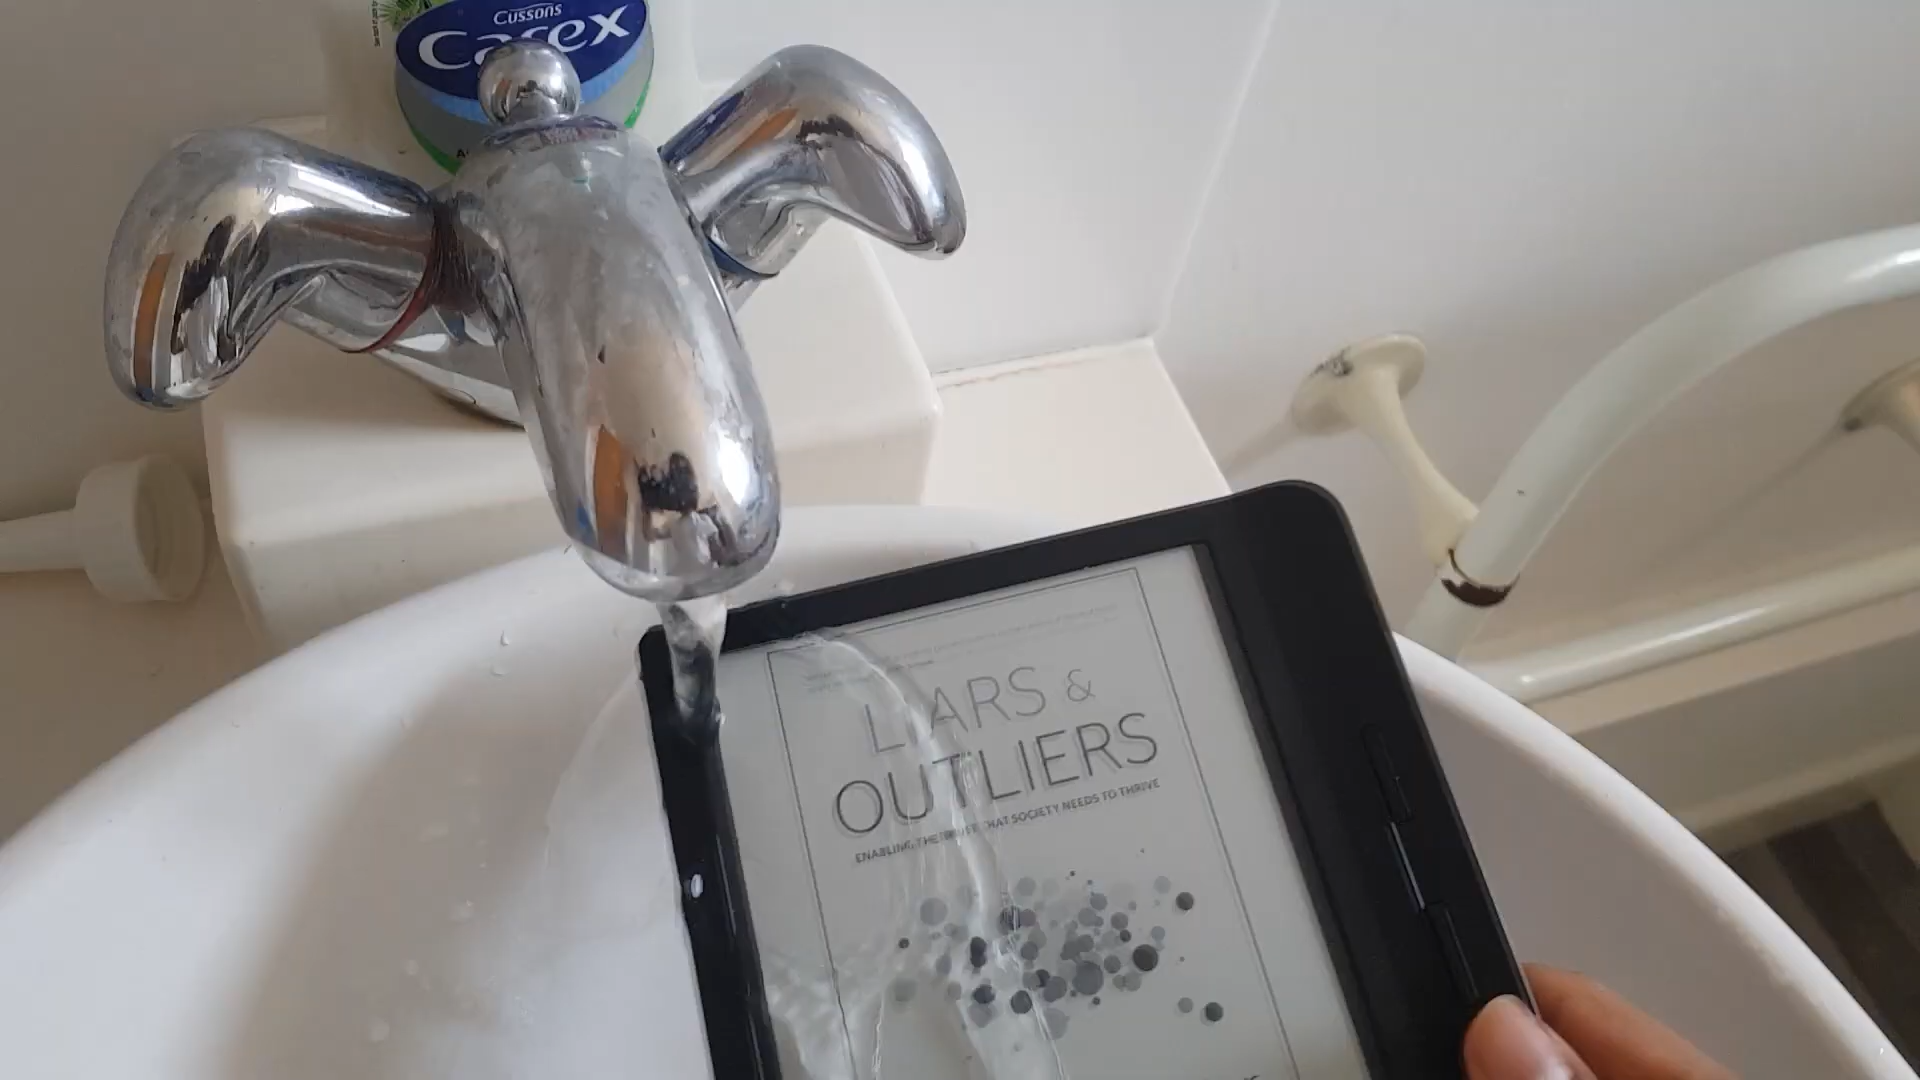 Cussons
Carex
LIARS &
OUTLIERS
ENABLING THE TRUST THAT SOCIETY NEEDS TO THRIVE